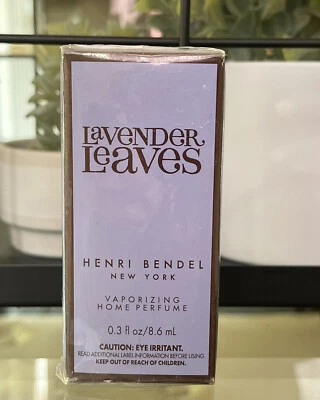 LAVENDER
LEAVES
HENRI BENDEL
NEW YORK
VAPORIZING
HOME PERFUME
0.3 fl oz/8.6 mL
CAUTION: EYE IRRITANT.
READ ADDITIONAL LABEL INFORMATION BEFORE USING.
KEEP OUT OF REACH OF CHILDREN.